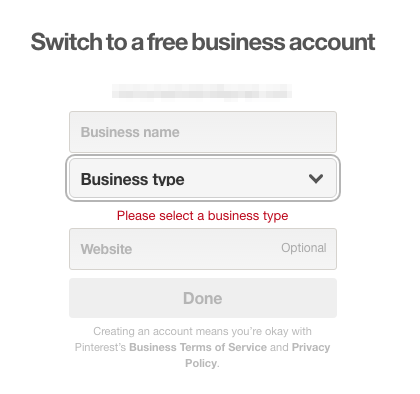 Switch to a free business account
Business name
Business type
Please select a business type
Website
Optional
Done
Creating an account means you're okay with
Pinterest's Business Terms of Service and Privacy
Policy.